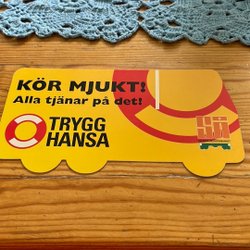 KÖR MJUKT!
Alla tjänar på det!
TRYGG
HANSA